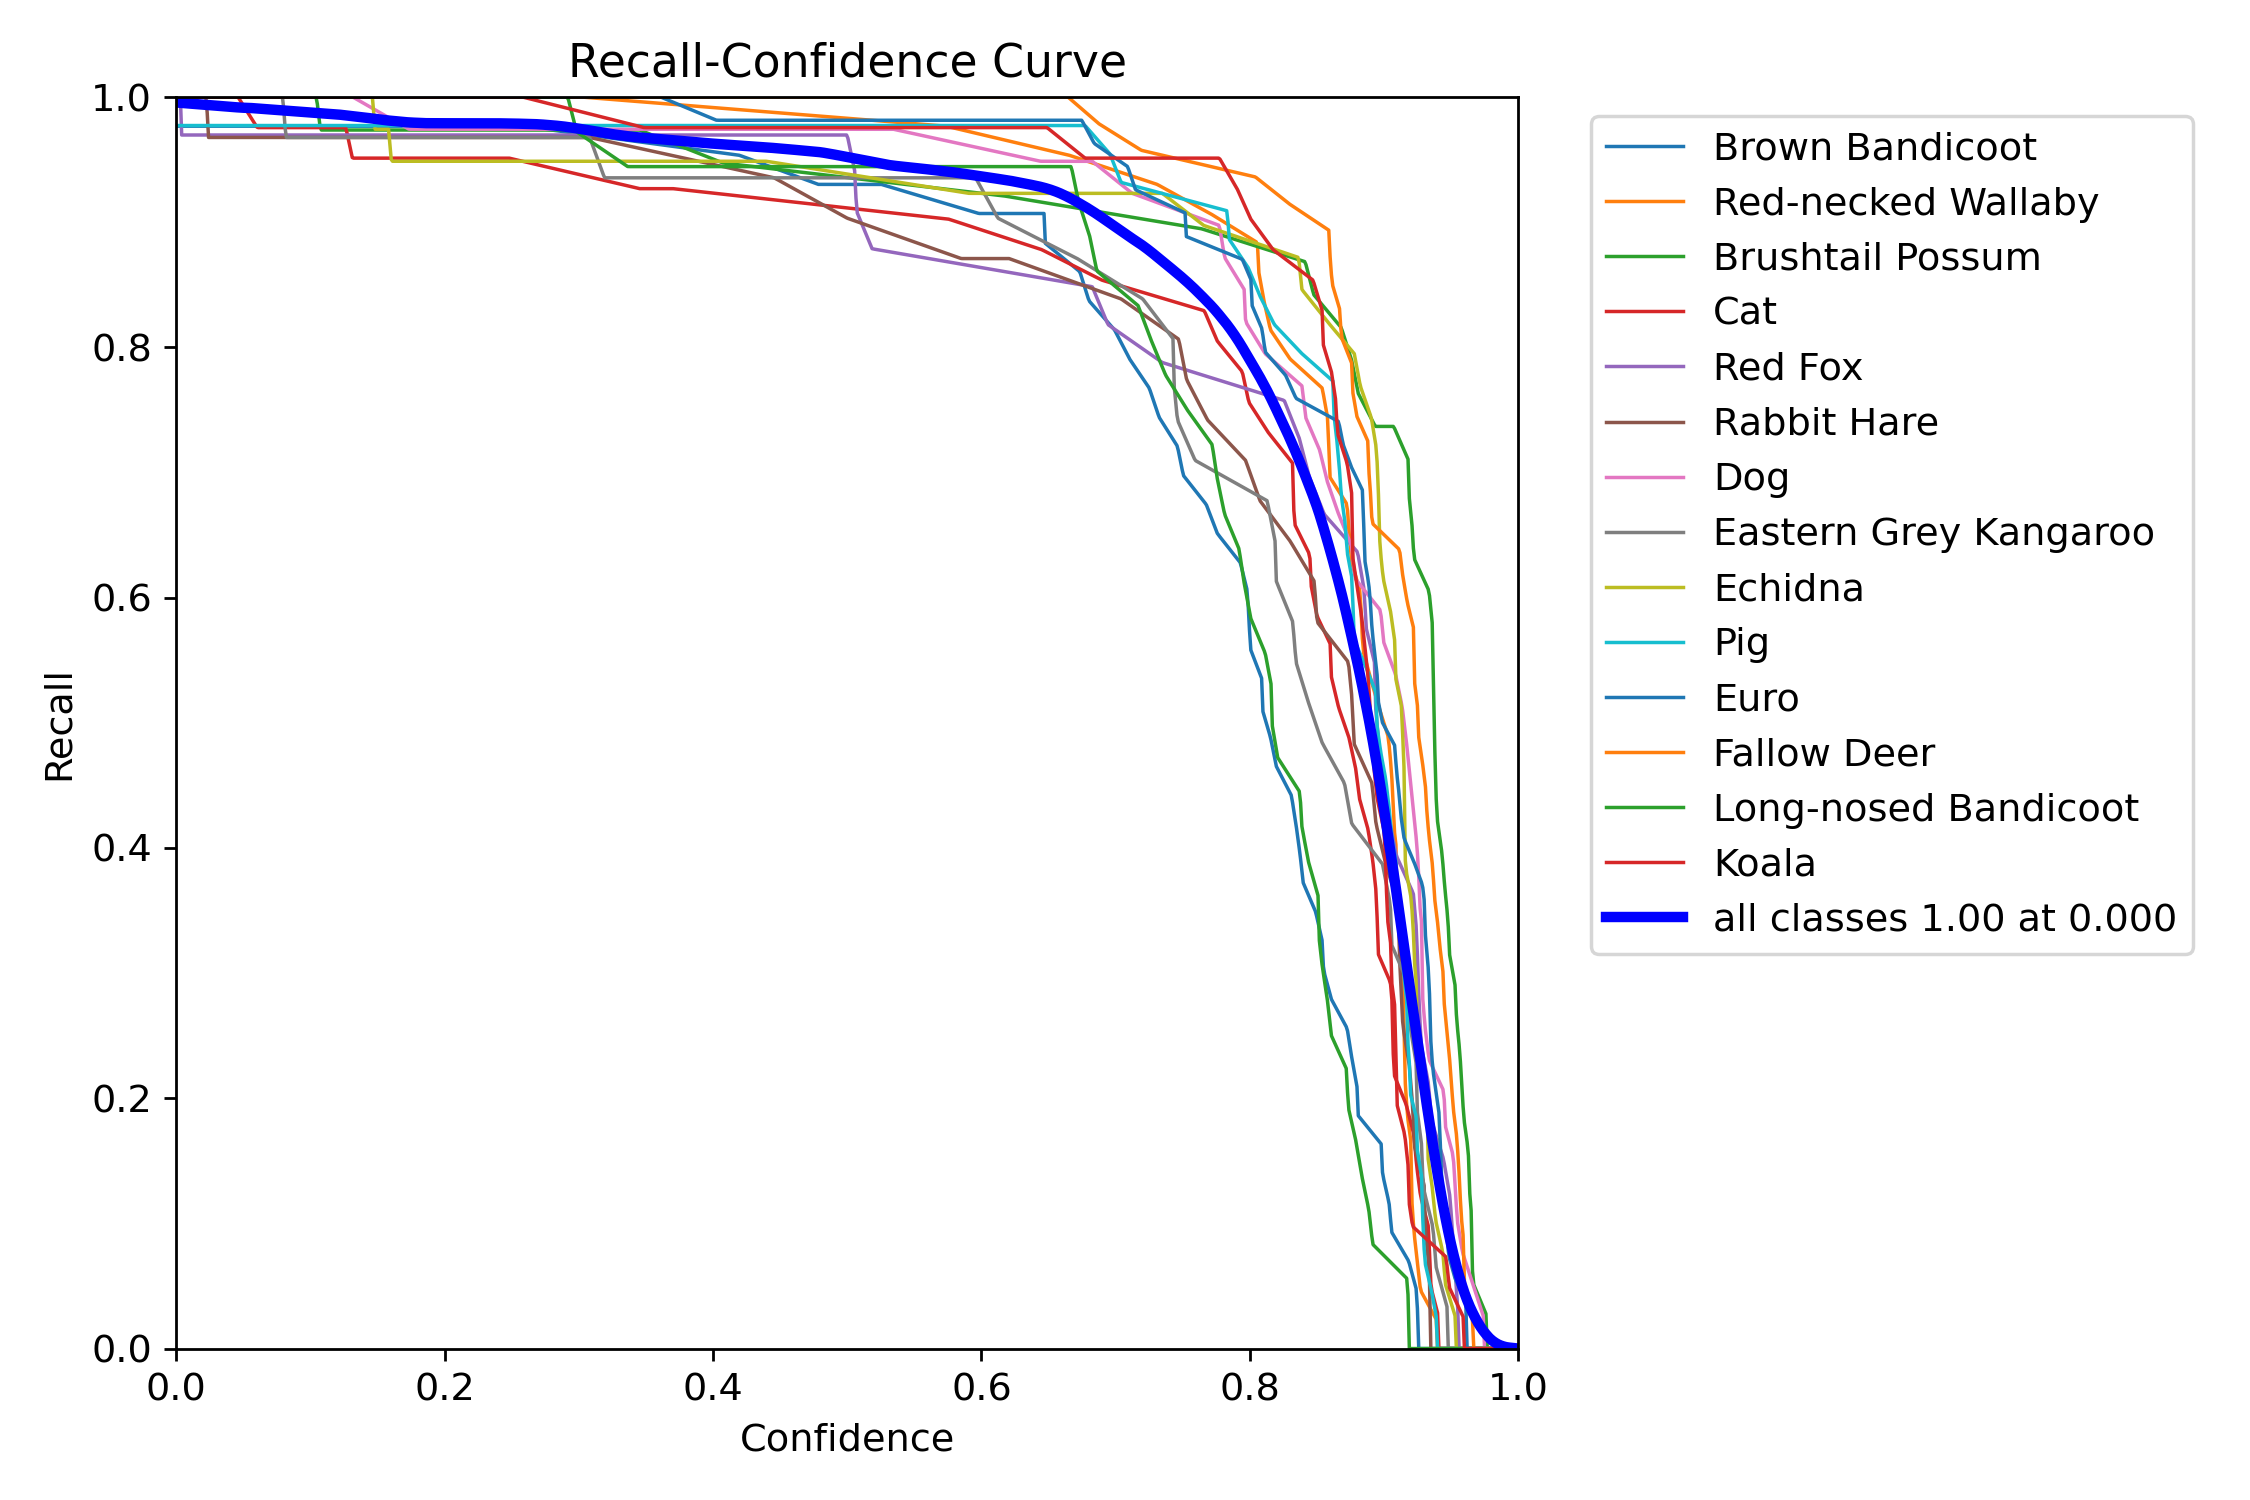 Recall-Confidence Curve
1.0
0.8
0.6
0.4
0.2
0.0
Recall
0.0 0.2 0.4 0.6 0.8 1.0
Confidence
Brown Bandicoot
Red-necked Wallaby
Brushtail Possum
Cat
Red Fox
Rabbit Hare
Dog
Eastern Grey Kangaroo
Echidna
Pig
Euro
Fallow Deer
Long-nosed Bandicoot
Koala
all classes 1.00 at 0.000